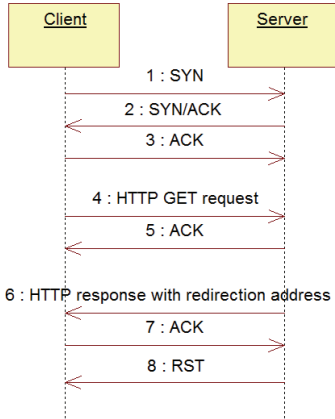 Client
Server
1 : SYN
2 : SYN/ACK
3 : ACK
4 : HTTP GET request
5 : ACK
6 : HTTP response with redirection address
7 : ACK
8 : RST